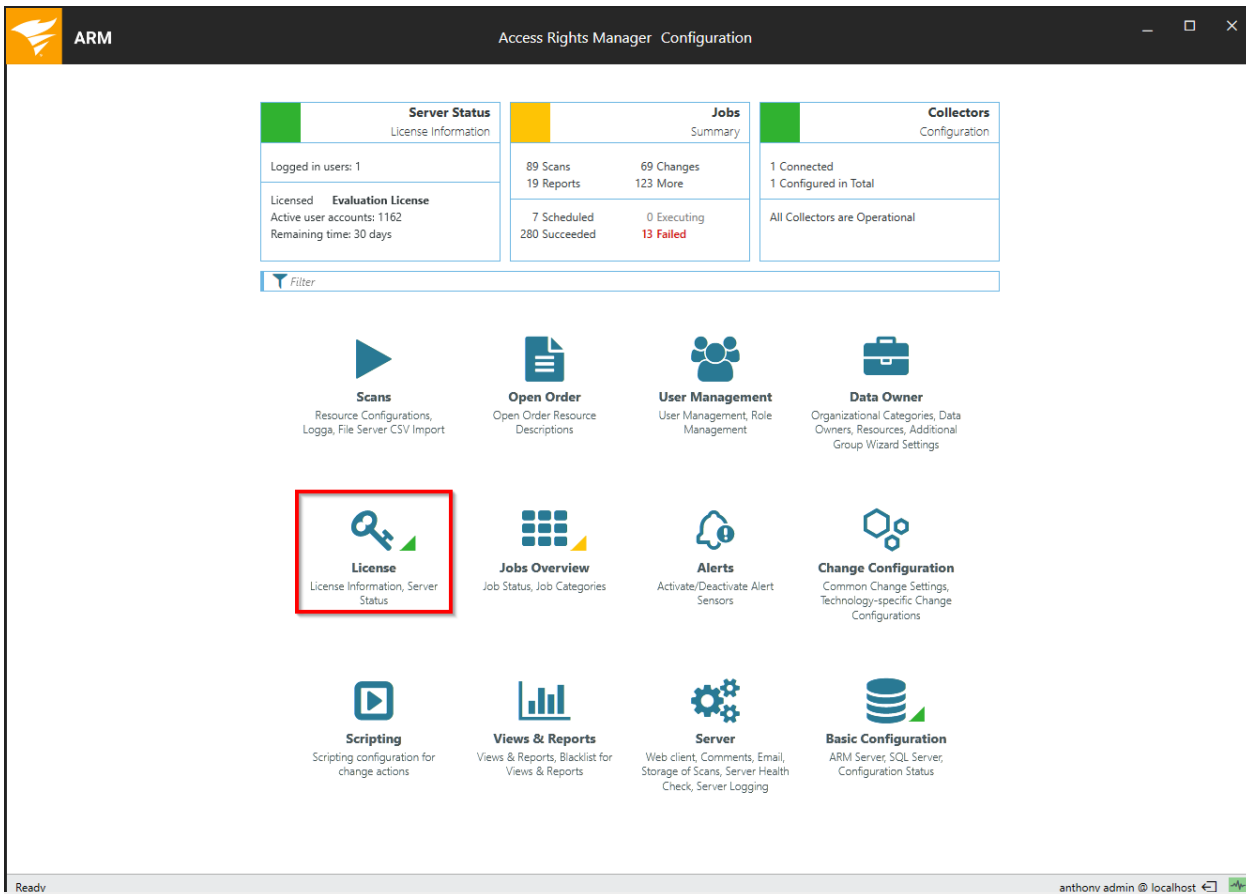 ARM
Access Rights Manager Configuration
Server Status
License Information
Logged in users: 1
Licensed Evaluation License
Active user accounts: 1162
Remaining time: 30 days
Jobs
Summary
89 Scans 69 Changes
19 Reports 123 More
7 Scheduled 0 Executing
280 Succeeded 13 Failed
Collectors
Configuration
1 Connected
1 Configured in Total
All Collectors are Operational
Filter
Scans
Resource Configurations,
Logga, File Server CSV Import
Open Order
Open Order Resource
Descriptions
User Management
User Management, Role
Management
Data Owner
Organizational Categories, Data
Owners, Resources, Additional
Group Wizard Settings
License
License Information, Server
Status
Jobs Overview
Job Status, Job Categories
Alerts
Activate/Deactivate Alert
Sensors
Change Configuration
Common Change Settings,
Technology-specific Change
Configurations
Scripting
Scripting configuration for
change actions
Views & Reports
Views & Reports, Blacklist for
Views & Reports
Server
Web client, Comments, Email,
Storage of Scans, Server Health
Check, Server Logging
Basic Configuration
ARM Server, SQL Server,
Configuration Status
Ready
anthony admin @ localhost